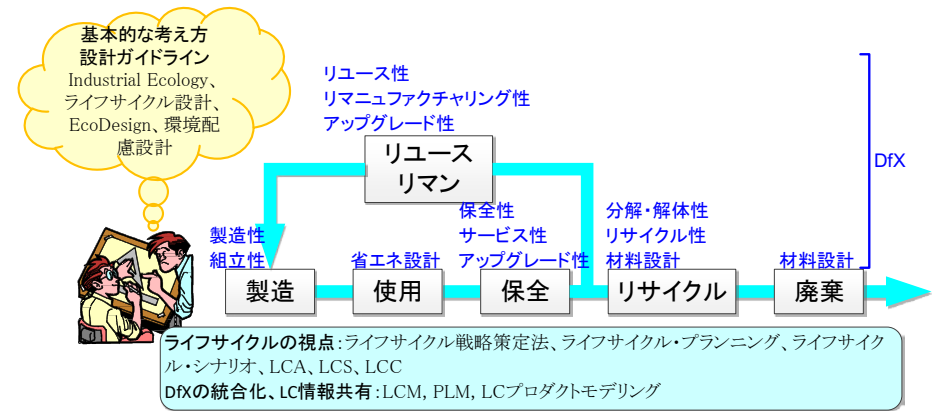 基本的な考え方
設計ガイドライン
Industrial Ecology、
ライフサイクル設計、
EcoDesign、環境配
慮設計
リユース性
リマニュファクチャリング性
アップグレード性
リユース
リマン
DfX
製造性
組立性
省エネ設計
保全性
サービス性
アップグレード性
分解・解体性
リサイクル性
材料設計
材料設計
製造
使用
保全
リサイクル
廃棄
ライフサイクルの視点:ライフサイクル戦略策定法、ライフサイクル・プランニング、ライフサイク
ル・シナリオ、LCA、LCS、LCC
DfXの統合化、LC情報共有:LCM, PLM, LCプロダクトモデリング